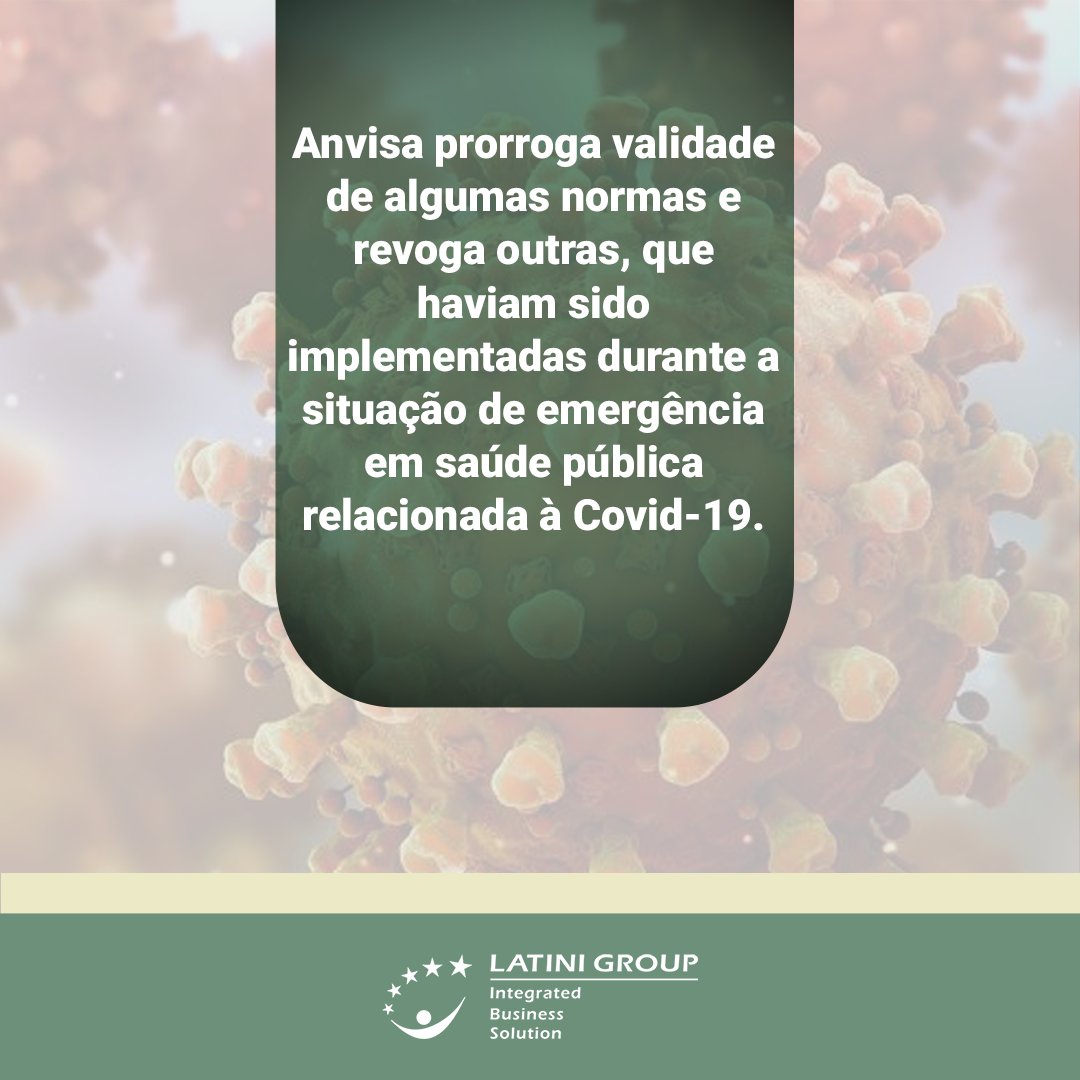 Anvisa prorroga validade
de algumas normas e
revoga outras, que
haviam sido
implementadas durante a
situação de emergência
em saúde pública
relacionada à Covid-19.
LATINI GROUP
Integrated
Business
Solution